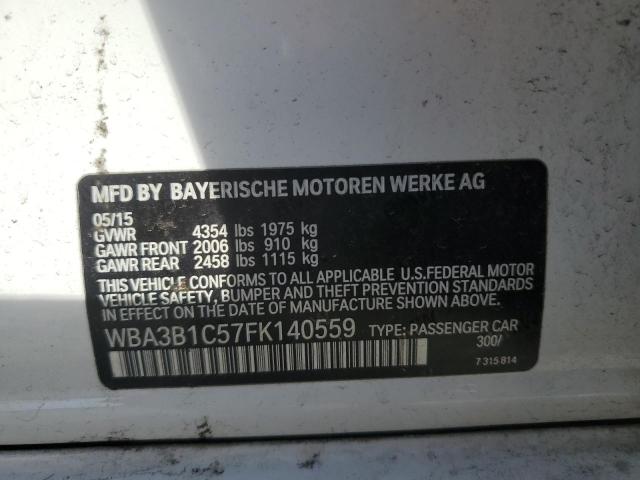 MFD BY BAYERISCHE MOTOREN WERKE AG
05/15
GVWR 4354 lbs 1975 kg
GAWR FRONT 2006 lbs 910 kg
GAWR REAR 2458 lbs 1115 kg
THIS VEHICLE CONFORMS TO ALL APPLICABLE U.S.FEDERAL MOTOR
VEHICLE SAFETY, BUMPER AND THEFT PREVENTION STANDARDS
IN EFFECT ON THE DATE OF MANUFACTURE SHOWN ABOVE.
WBA3B1C57FK140559 TYPE: PASSENGER CAR
300/
7 315 814